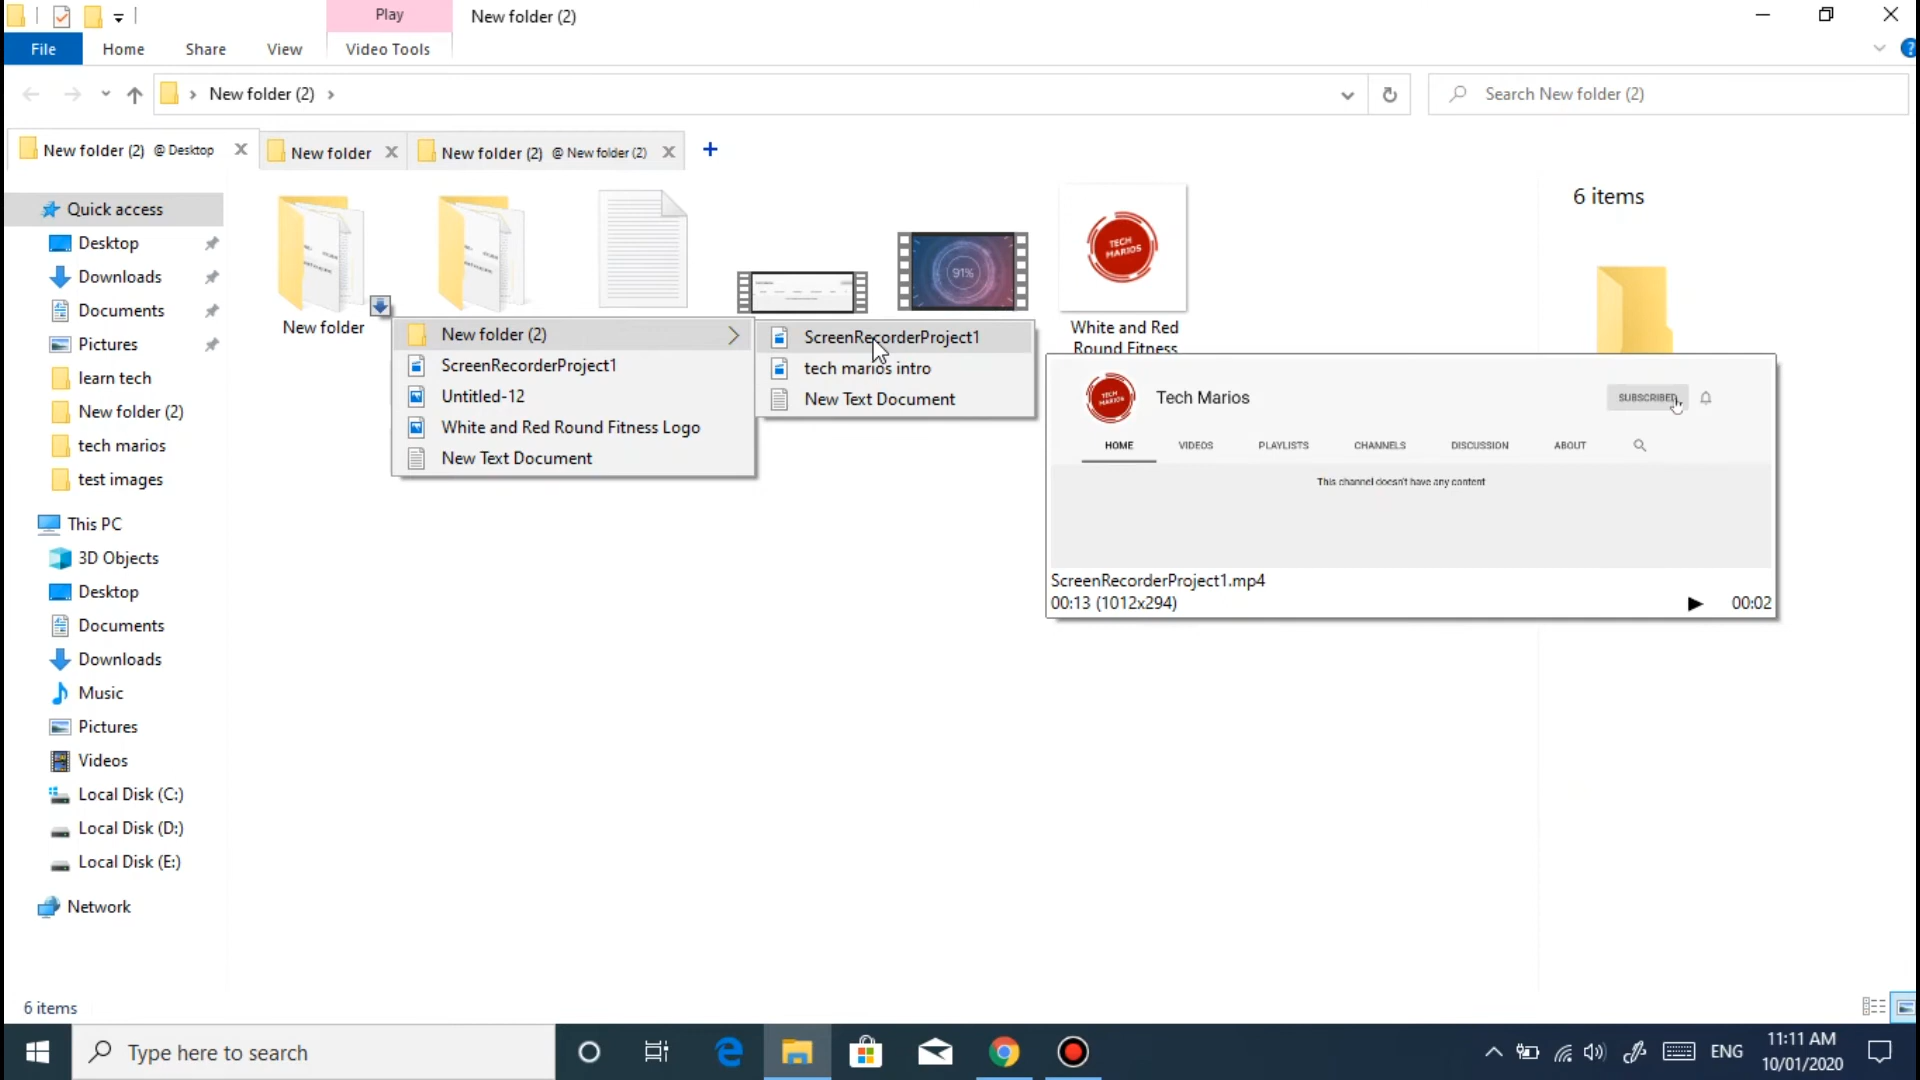 Play
New folder (2)
File
Home
Share
View
Video Tools
New folder (2)
Search New folder (2)
New folder (2) @ Desktop
New folder
New folder (2) @ New folder (2)
Quick access
Desktop
Downloads
Documents
Pictures
learn tech
New folder (2)
tech marios
test images
This PC
3D Objects
Desktop
Documents
Downloads
Music
Pictures
Videos
Local Disk (C:)
Local Disk (D:)
Local Disk (E:)
Network
New folder
91%
TECH
MARIOS
White and Red
Round Fitness
6 items
New folder (2)
ScreenRecorderProject1
Untitled-12
White and Red Round Fitness Logo
New Text Document
ScreenRecorderProject1
tech marios intro
New Text Document
TECH
MARIOS
Tech Marios
SUBSCRIBED
HOME
VIDEOS
PLAYLISTS
CHANNELS
DISCUSSION
ABOUT
This channel doesn't have any content
ScreenRecorderProject1.mp4
00:13 (1012x294)
00:02
6 items
Type here to search
ENG
11:11 AM
10/01/2020